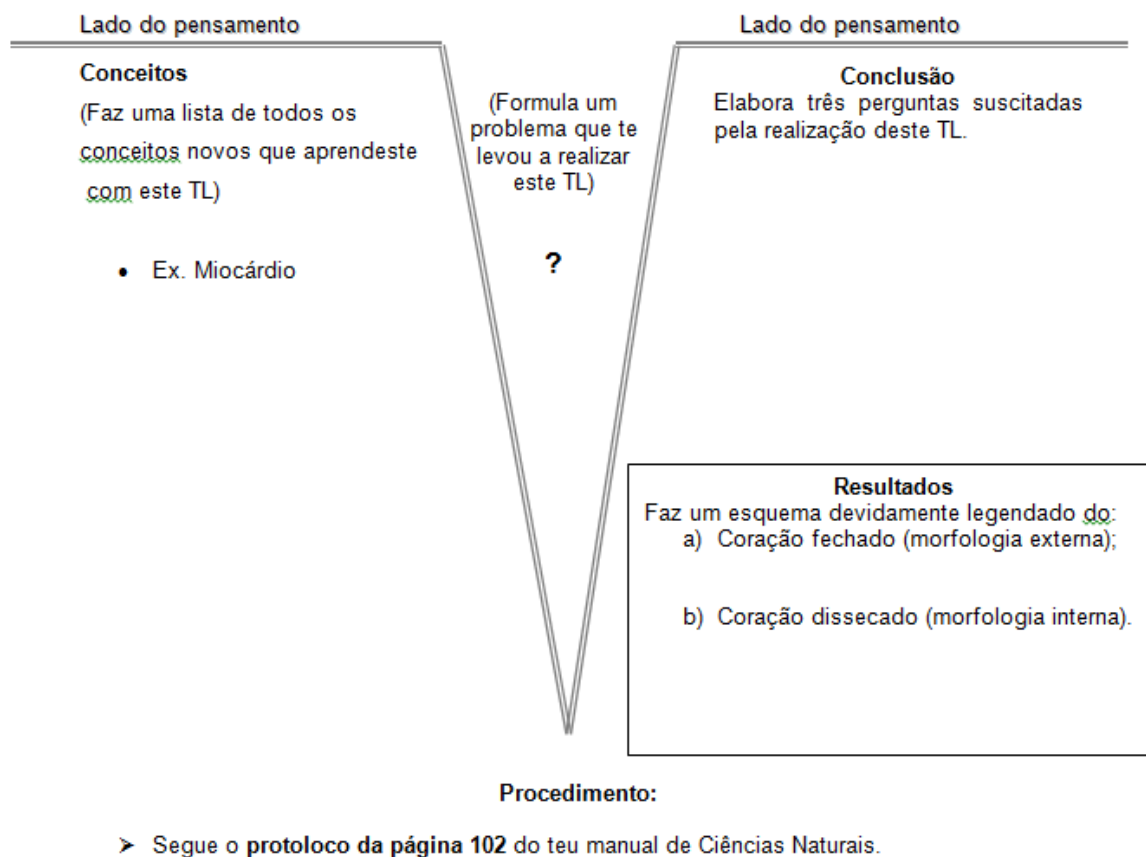 Lado do pensamento
Lado do pensamento
Conceitos
(Faz uma lista de todos os
conceitos novos que aprendeste
com este TL)
• Ex. Miocárdio
(Formula um
problema que te
levou a realizar
este TL)
?
Conclusão
Elabora três perguntas suscitadas
pela realização deste TL.
Resultados
Faz um esquema devidamente legendado do:
a) Coração fechado (morfologia externa);
b) Coração dissecado (morfologia interna).
Procedimento:
➢ Segue o protoloco da página 102 do teu manual de Ciências Naturais.